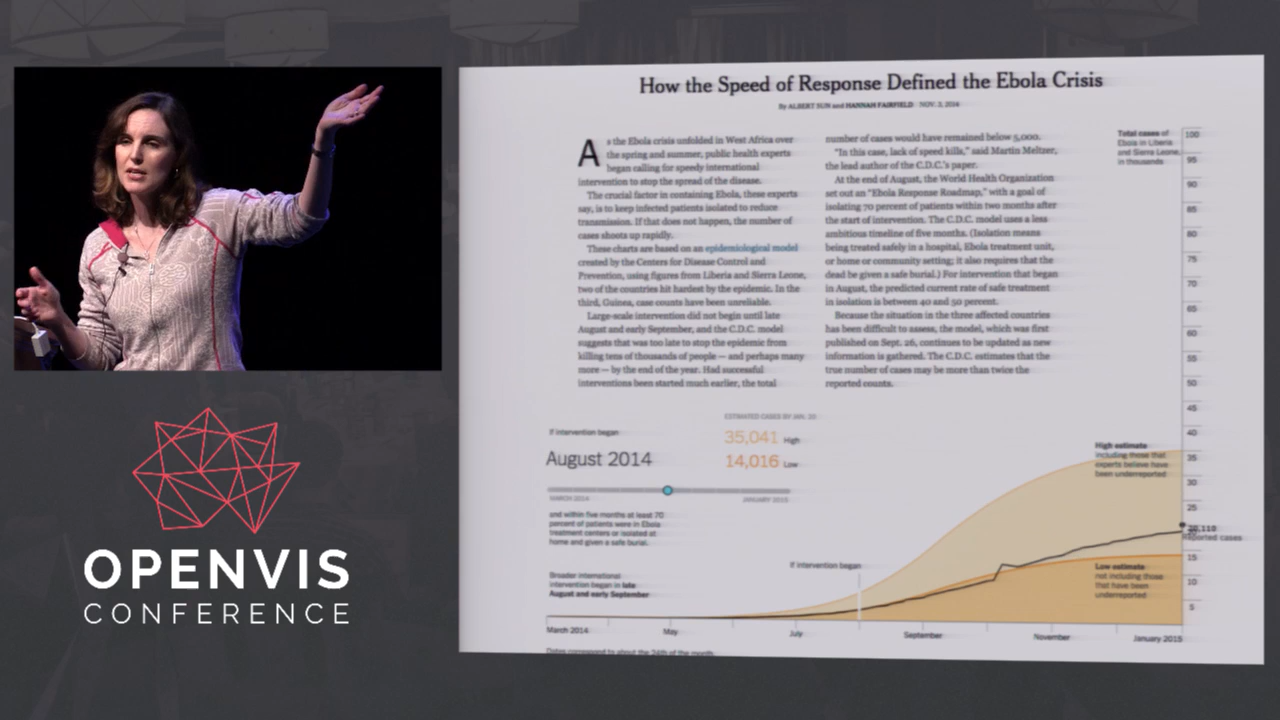 How the Speed of Response Defined the Ebola Crisis
By ALBERT SUN and HANNAH FAIRFIELD NOV. 3, 2014
As the Ebola crisis unfolded in West Africa over
the spring and summer, public health experts
began calling for speedy international
intervention to stop the spread of the disease.
The crucial factor in containing Ebola, these experts
say, is to keep infected patients isolated to reduce
transmission. If that does not happen, the number of
cases shoots up rapidly.
These charts are based on an epidemiological model
created by the Centers for Disease Control and
Prevention, using figures from Liberia and Sierra Leone,
two of the countries hit hardest by the epidemic. In the
third, Guinea, case counts have been unreliable.
Large-scale intervention did not begin until late
August and early September, and the C.D.C. model
suggests that was too late to stop the epidemic from
killing tens of thousands of people — and perhaps many
more — by the end of the year. Had successful
interventions been started much earlier, the total
number of cases would have remained below 5,000.
“In this case, lack of speed kills,” said Martin Meltzer,
the lead author of the C.D.C.’s paper.
At the end of August, the World Health Organization
set out an “Ebola Response Roadmap,” with a goal of
isolating 70 percent of patients within two months after
the start of intervention. The C.D.C. model uses a less
ambitious timeline of five months. (Isolation means
being treated safely in a hospital, Ebola treatment unit,
or home or community setting; it also requires that the
dead be given a safe burial.) For intervention that began
in August, the predicted current rate of safe treatment
in isolation is between 40 and 50 percent.
Because the situation in the three affected countries
has been difficult to assess, the model, which was first
published on Sept. 26, continues to be updated as new
information is gathered. The C.D.C. estimates that the
true number of cases may be more than twice the
reported counts.
Total cases of
Ebola in Liberia
and Sierra Leone,
in thousands
100
95
90
85
80
75
70
65
60
55
50
45
40
35
30
25
15
10
5
If intervention began
August 2014
MARCH 2014
JANUARY 2015
ESTIMATED CASES BY JAN. 20
35,041 High
14,016 Low
and within five months at least 70
percent of patients were in Ebola
treatment centers or isolated at
home and given a safe burial.
Broader international
intervention began in late
August and early September
If intervention began
High estimate
including those that
experts believe have
been underreported
Reported cases
Low estimate
not including those
that have been
underreported
March 2014
May
July
September
November
January 2015
Dates correspond to about the 24th of the month.
OPENVIS
CONFERENCE